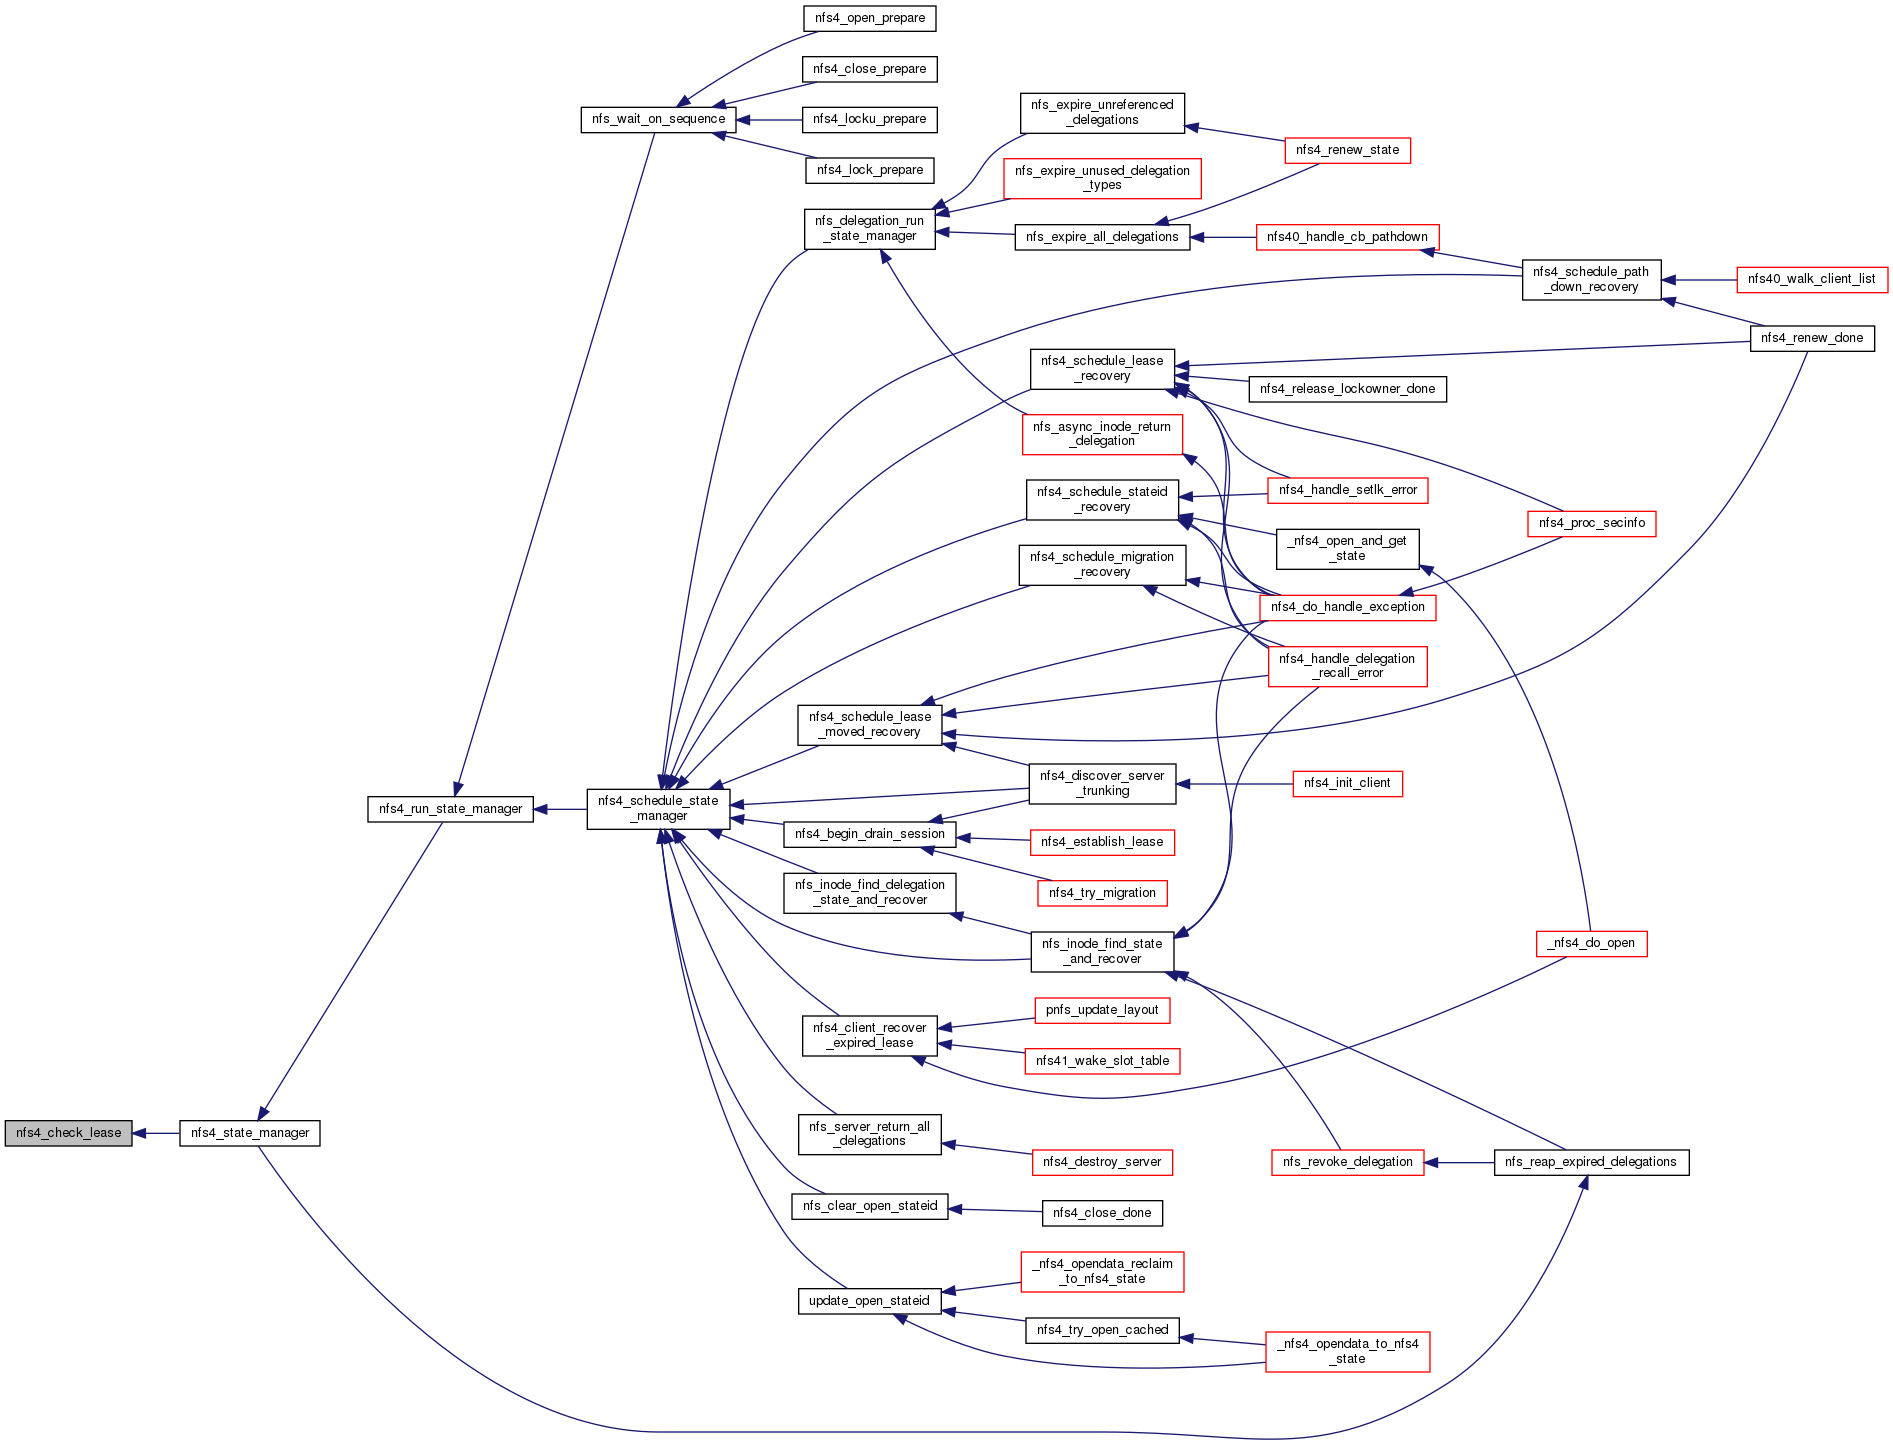 nfs4_open_prepare
nfs4_close_prepare
nfs_wait_on_sequence
nfs4_locku_prepare
nfs4_lock_prepare
nfs_expire_unreferenced
_delegations
nfs4_renew_state
nfs_expire_unused_delegation
_types
nfs_delegation_run
_state_manager
nfs_expire_all_delegations
nfs40_handle_cb_pathdown
nfs4_schedule_path
_down_recovery
nfs40_walk_client_list
nfs4_renew_done
nfs4_schedule_lease
_recovery
nfs4_release_lockowner_done
nfs_async_inode_return
_delegation
nfs4_schedule_stateid
_recovery
nfs4_handle_setlk_error
nfs4_proc_secinfo
_nfs4_open_and_get
_state
nfs4_schedule_migration
_recovery
nfs4_do_handle_exception
nfs4_handle_delegation
_recall_error
nfs4_schedule_lease
_moved_recovery
nfs4_discover_server
_trunking
nfs4_init_client
nfs4_run_state_manager
nfs4_schedule_state
_manager
nfs4_begin_drain_session
nfs4_establish_lease
nfs4_try_migration
nfs_inode_find_delegation
_state_and_recover
nfs_inode_find_state
_and_recover
_nfs4_do_open
pnfs_update_layout
nfs4_client_recover
_expired_lease
nfs41_wake_slot_table
nfs4_check_lease
nfs4_state_manager
nfs_server_return_all
_delegations
nfs4_destroy_server
nfs_revoke_delegation
nfs_reap_expired_delegations
nfs_clear_open_stateid
nfs4_close_done
_nfs4_opendata_reclaim
_to_nfs4_state
update_open_stateid
nfs4_try_open_cached
_nfs4_opendata_to_nfs4
_state